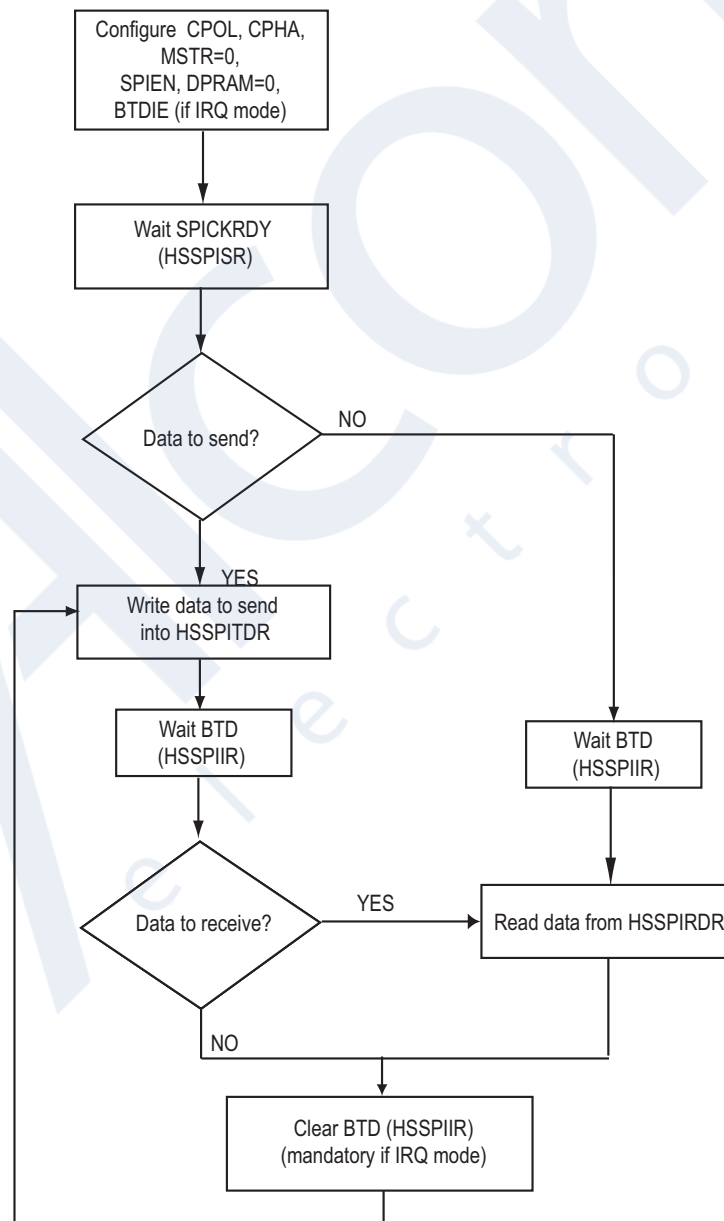 Configure CPOL, CPHA,
MSTR=0,
SPIEN, DPRAM=0,
BTDIE (if IRQ mode)
Wait SPICKRDY
(HSSPISR)
Data to send?
NO
YES
Write data to send
into HSSPITDR
Wait BTD
(HSSPIIR)
Wait BTD
(HSSPIIR)
Data to receive?
YES
Read data from HSSPIRDR
NO
Clear BTD (HSSPIIR)
(mandatory if IRQ mode)
Alcom
electro